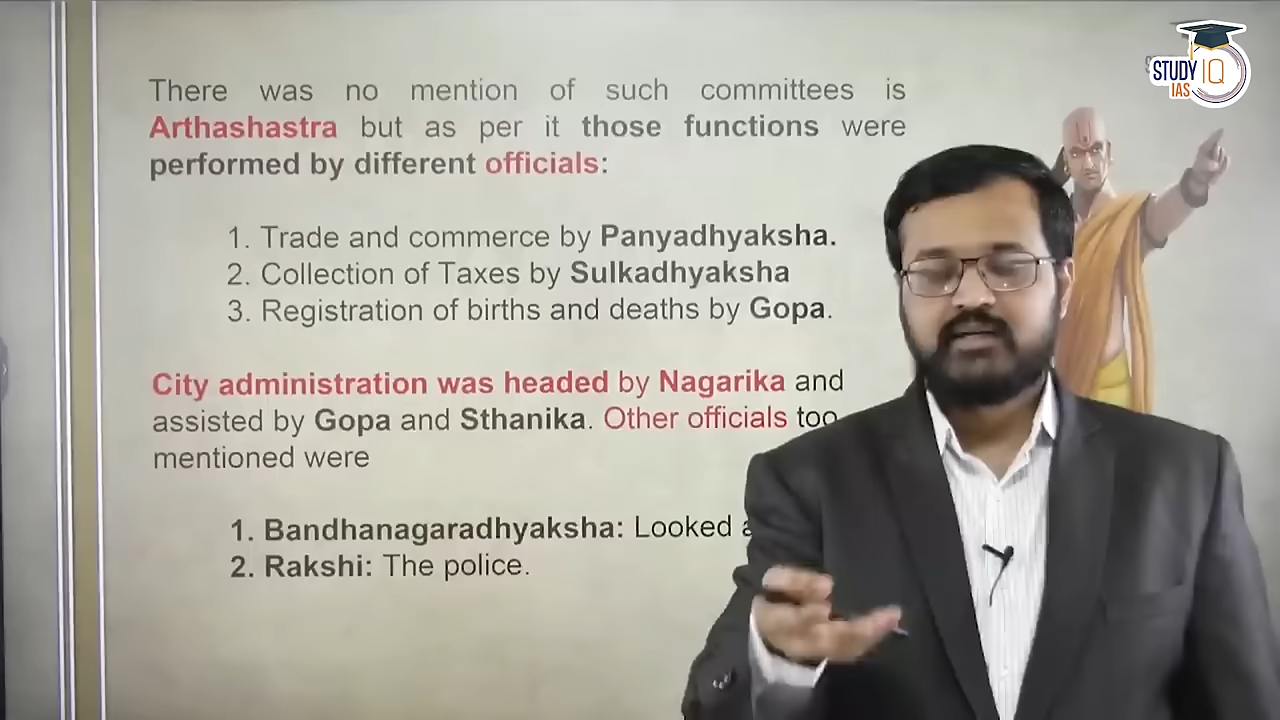 There was no mention of such committees is
Arthashastra but as per it those functions were
performed by different officials:
1. Trade and commerce by Panyadhyaksha.
2. Collection of Taxes by Sulkadhyaksha
3. Registration of births and deaths by Gopa.
City administration was headed by Nagarika and
assisted by Gopa and Sthanika. Other officials too
mentioned were
1. Bandhanagaradhyaksha: Looked
2. Rakshi: The police.
STUDY IQ
IAS